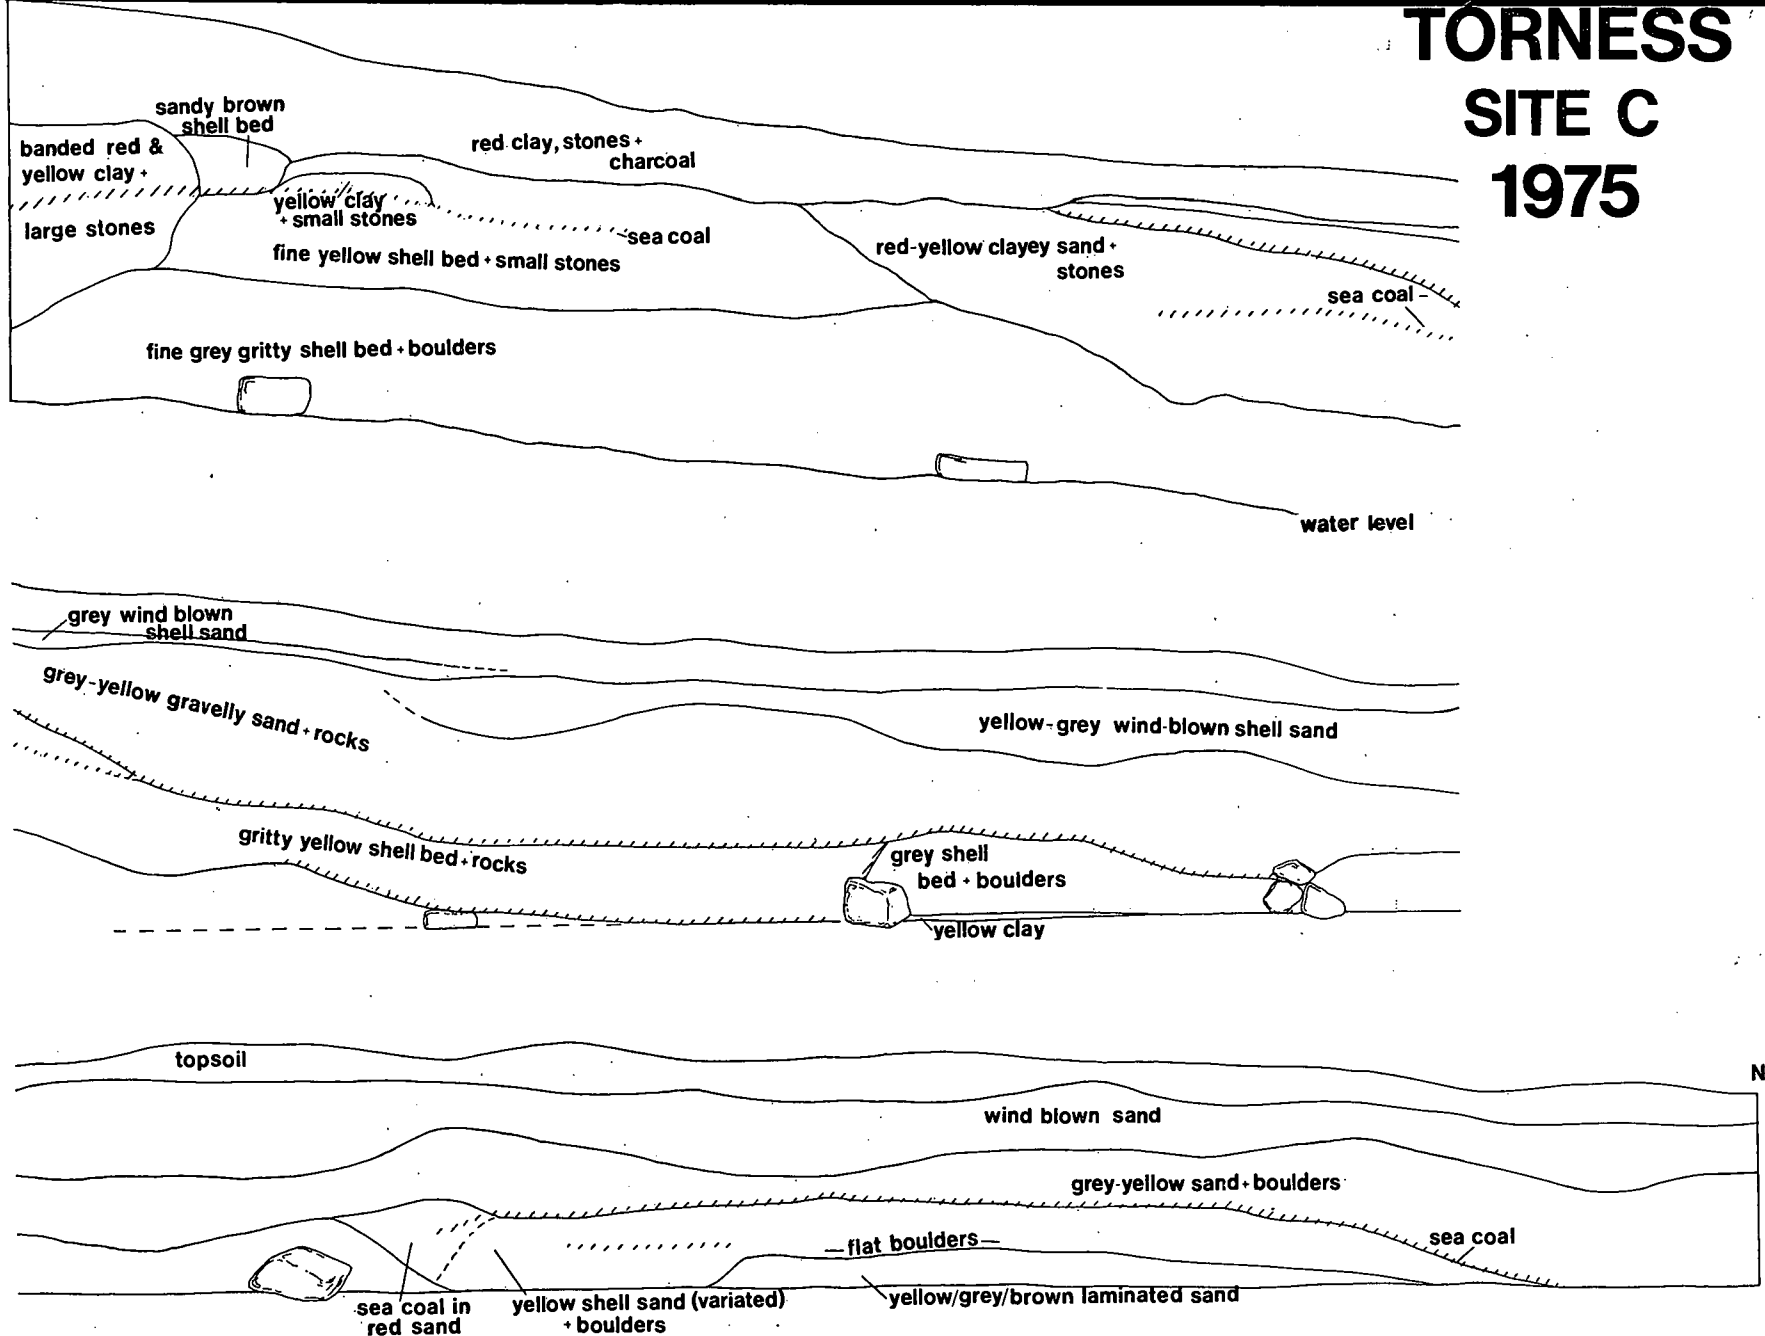 TORNESS
SITE C
1975
sandy brown
shell bed
banded red &
yellow clay +
large stones
red clay, stones +
charcoal
yellow clay
+ small stones
sea coal
fine yellow shell bed + small stones
red-yellow clayey sand +
stones
sea coal
fine grey gritty shell bed + boulders
water level
grey wind blown
shell sand
grey-yellow gravelly sand + rocks
yellow-grey wind-blown shell sand
gritty yellow shell bed + rocks
grey shell
bed + boulders
yellow clay
topsoil
N
wind blown sand
grey-yellow sand + boulders
sea coal
flat boulders
sea coal in
red sand
yellow shell sand (variated)
+ boulders
yellow/grey/brown laminated sand